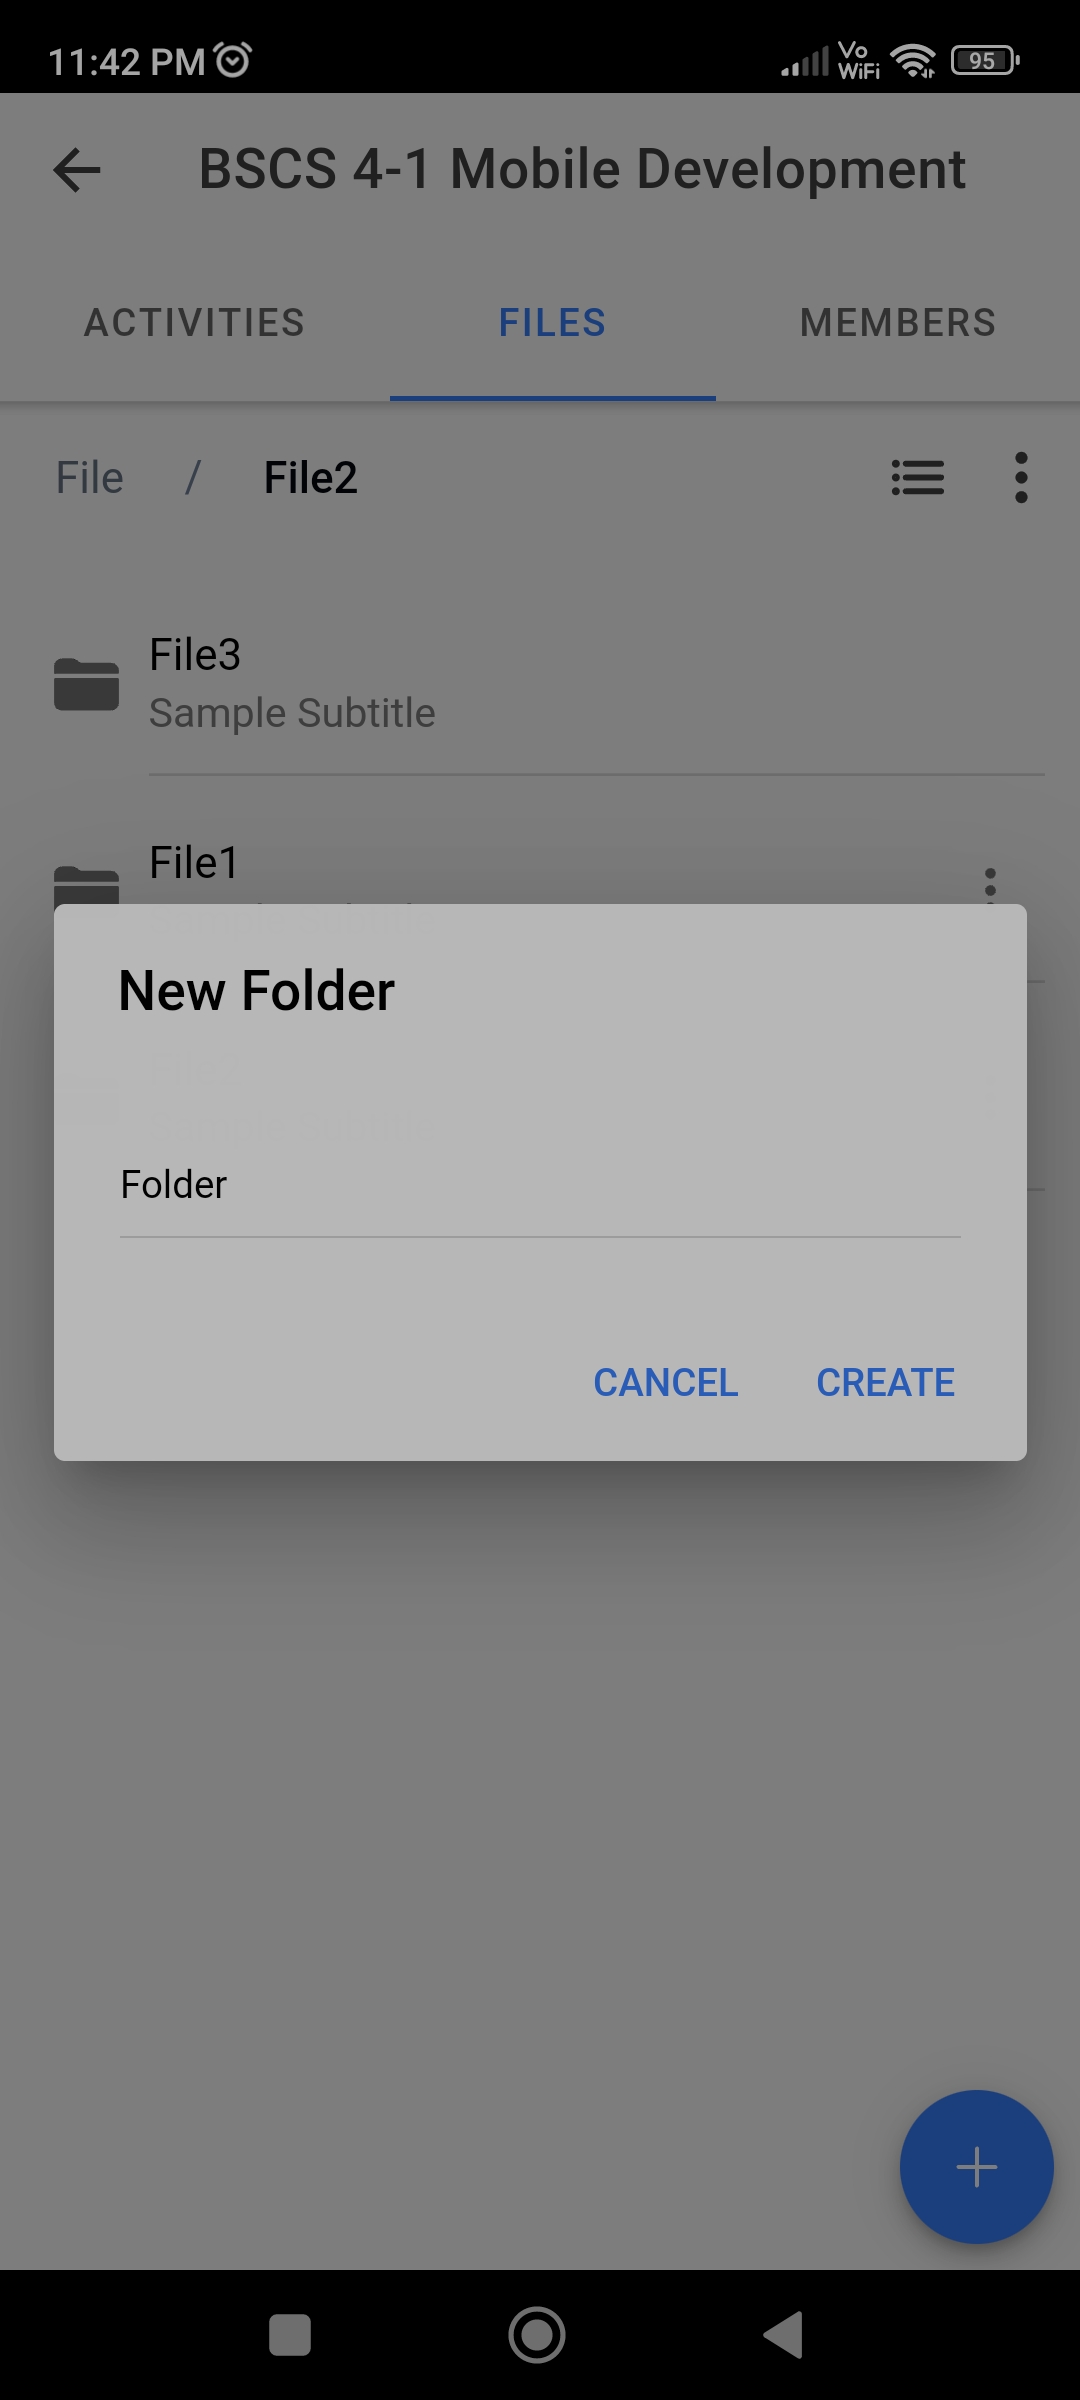 11:42 PM
Vo
WiFi
95
BSCS 4-1 Mobile Development
ACTIVITIES FILES MEMBERS
File / File2
File3
Sample Subtitle
File1
New Folder
Folder
CANCEL CREATE